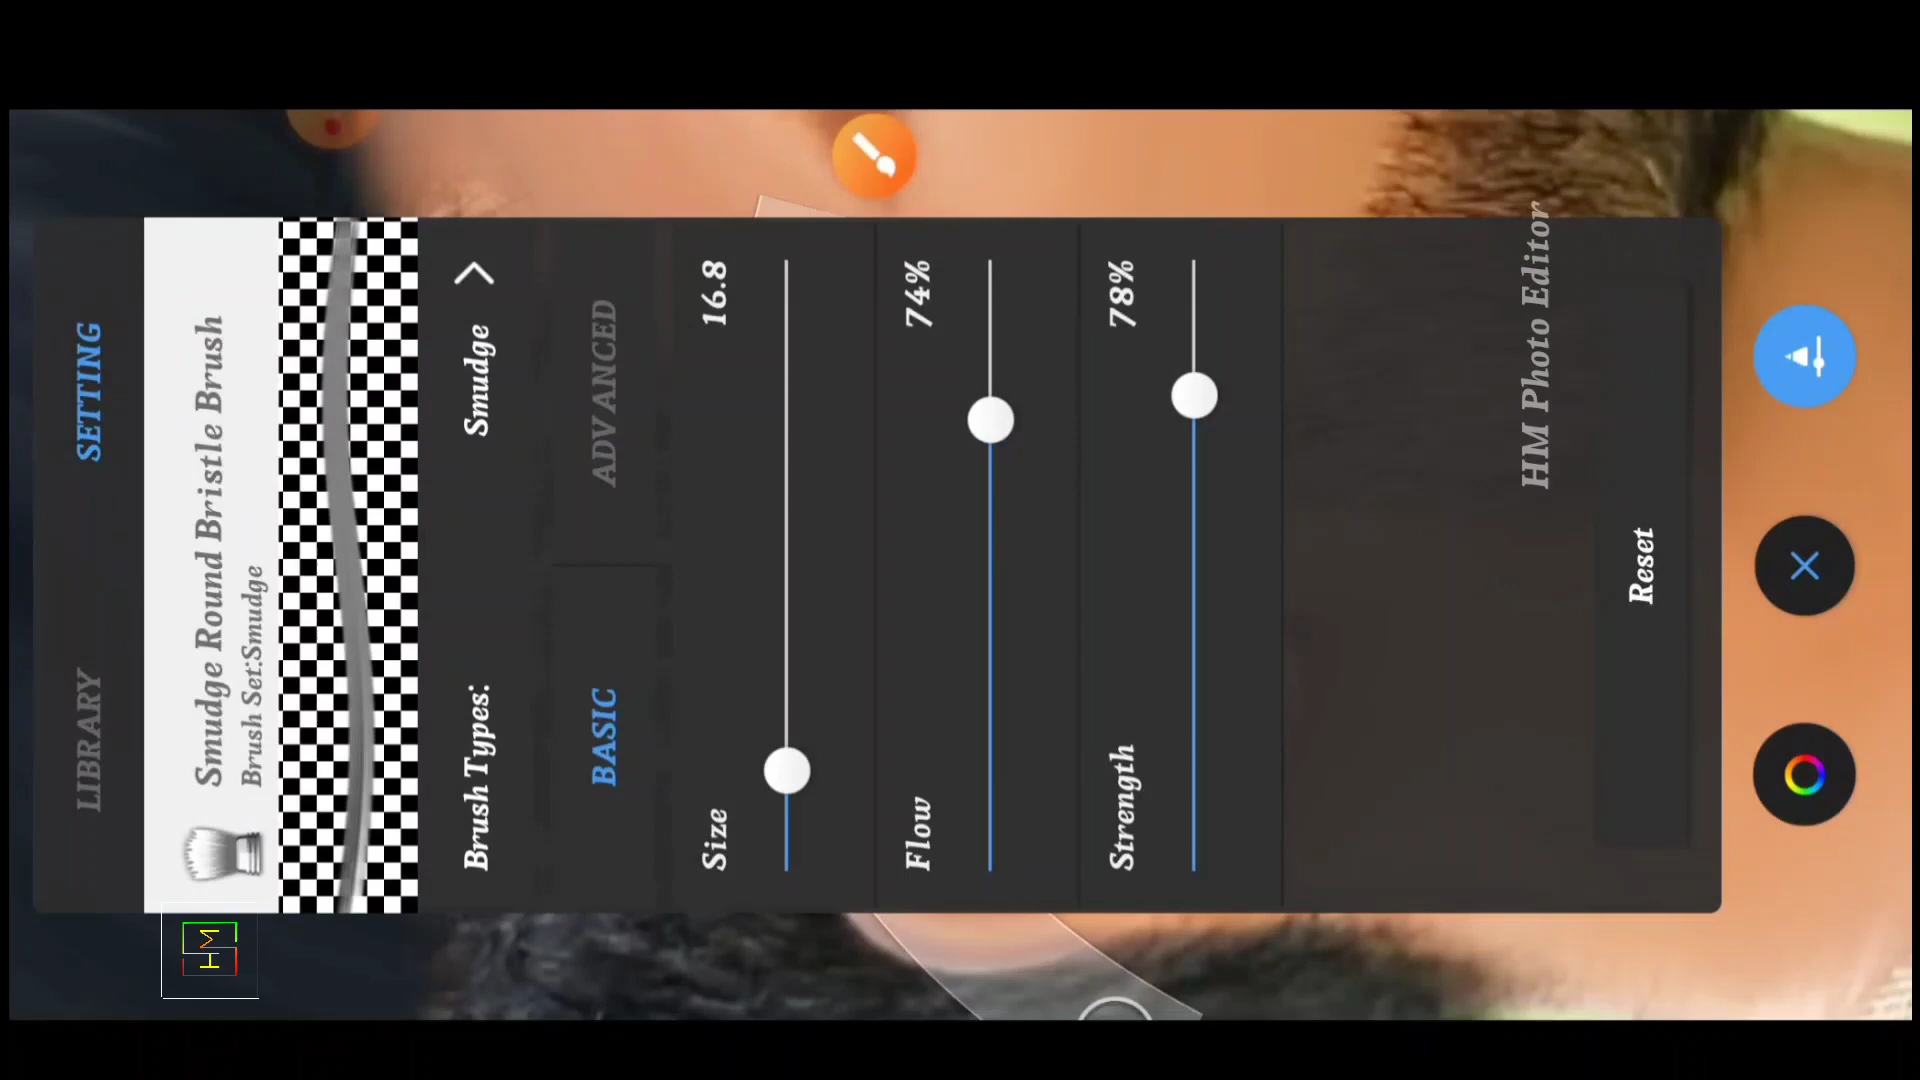 LIBRARY SETTING
Smudge Round Bristle Brush
Brush Set:Smudge
Brush Types: Smudge
BASIC ADVANCED
Size 16.8
Flow 74%
Strength 78%
HM Photo Editor
Reset
HM